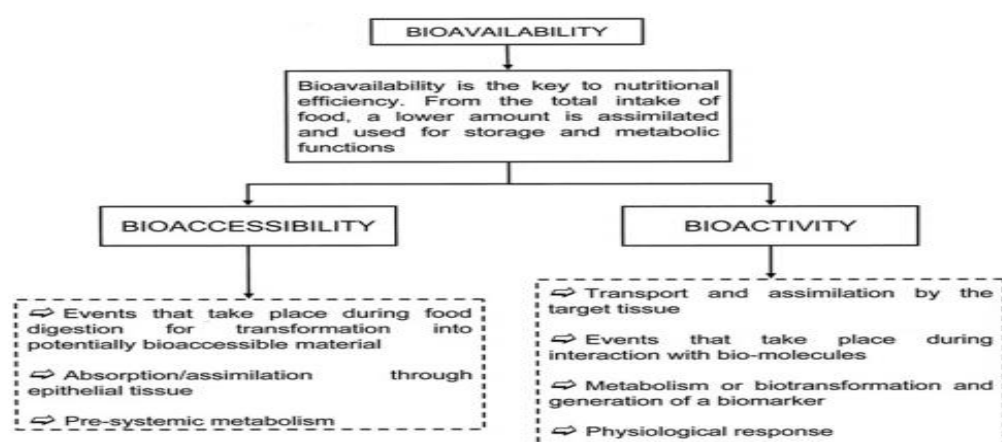 BIOAVAILABILITY
Bioavailability is the key to nutritional
efficiency. From the total intake of
food, a lower amount is assimilated
and used for storage and metabolic
functions
BIOACCESSIBILITY
⇨ Events that take place during food
digestion for transformation into
potentially bioaccessible material
⇨ Absorption/assimilation through
epithelial tissue
⇨ Pre-systemic metabolism
BIOACTIVITY
⇨ Transport and assimilation by the
target tissue
⇨ Events that take place during
interaction with bio-molecules
⇨ Metabolism or biotransformation and
generation of a biomarker
⇨ Physiological response